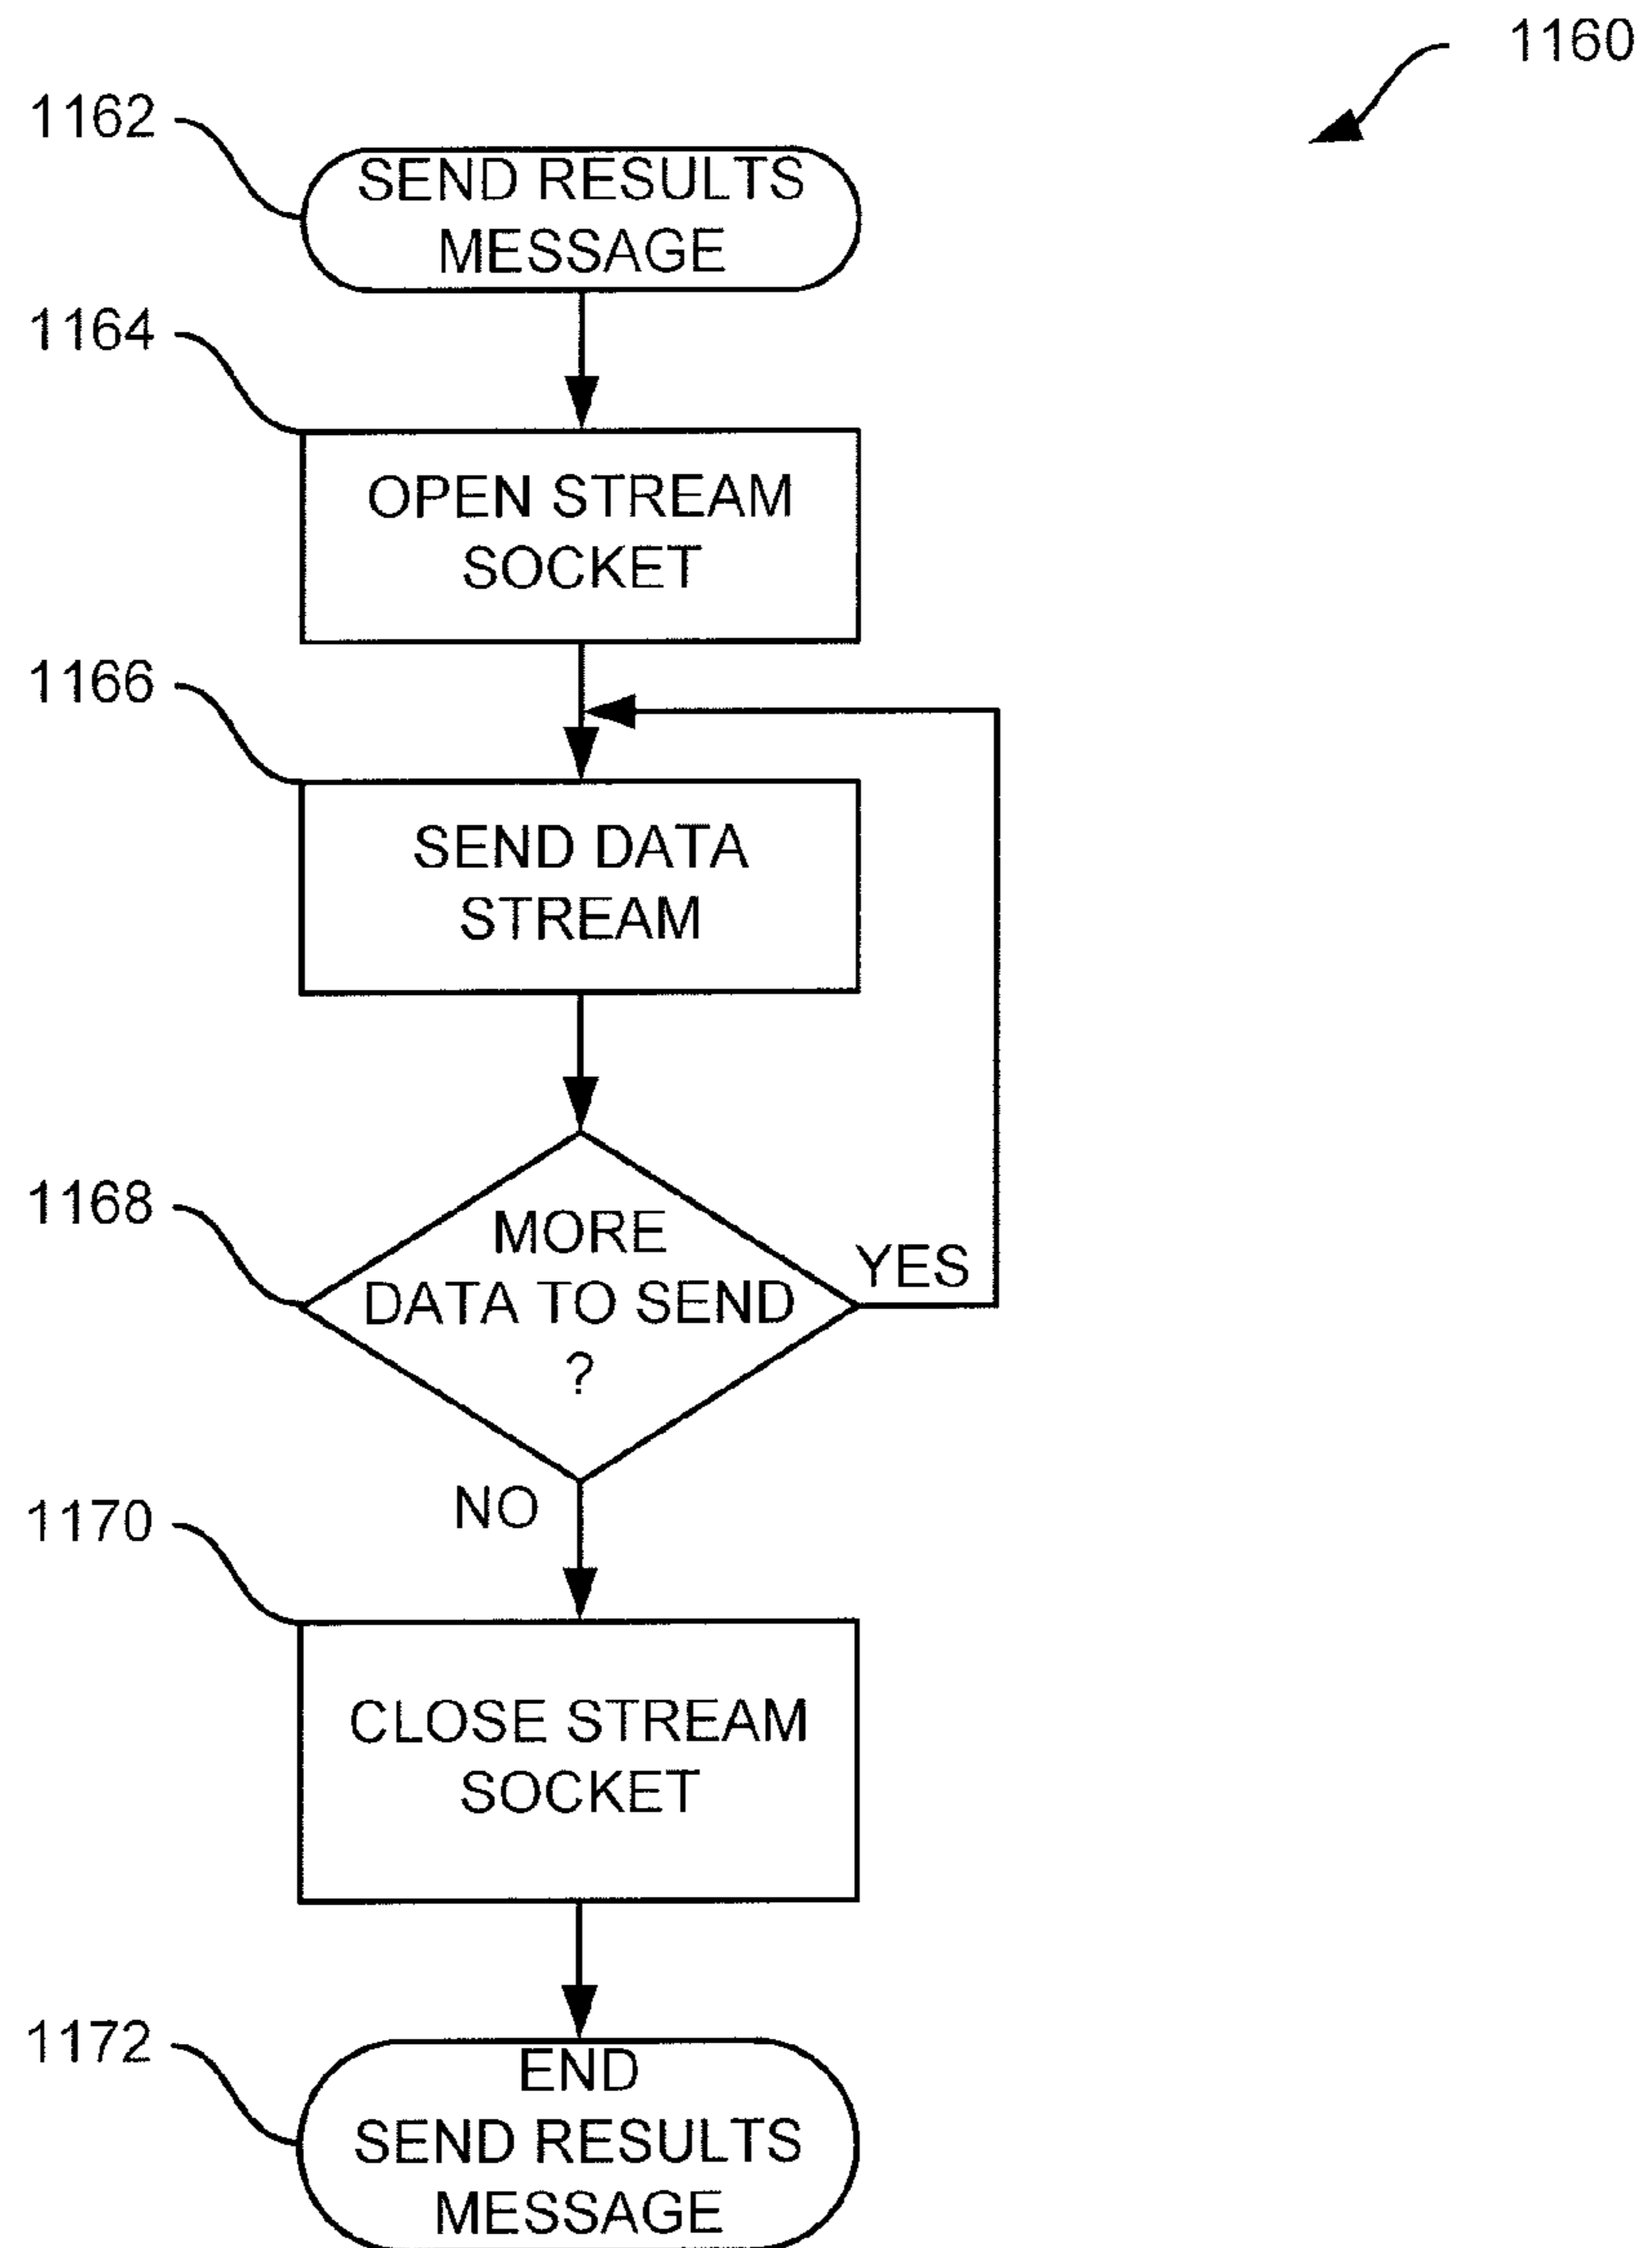 1160
1162
SEND RESULTS
MESSAGE
1164
OPEN STREAM
SOCKET
1166
SEND DATA
STREAM
1168
MORE
DATA TO SEND
?
YES
NO
1170
CLOSE STREAM
SOCKET
1172
END
SEND RESULTS
MESSAGE